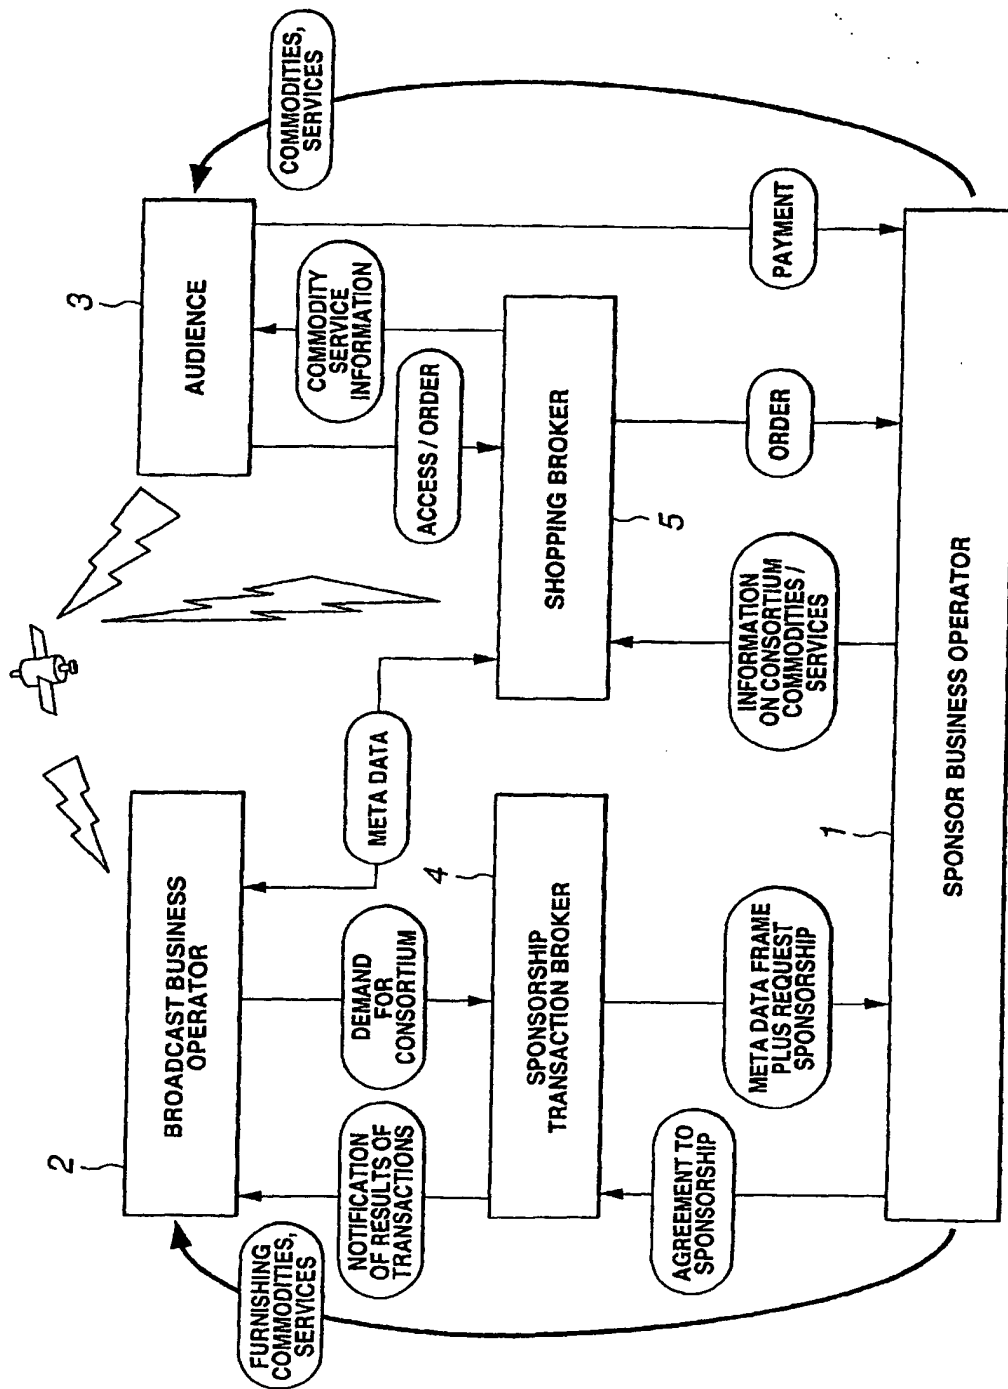 FURNISHING
COMMODITIES,
SERVICES
2
BROADCAST BUSINESS
OPERATOR
3
AUDIENCE
COMMODITIES,
SERVICES
NOTIFICATION
OF RESULTS OF
TRANSACTIONS
DEMAND
FOR
CONSORTIUM
META DATA
ACCESS / ORDER
COMMODITY
SERVICE
INFORMATION
4
SPONSORSHIP
TRANSACTION BROKER
SHOPPING BROKER
5
AGREEMENT TO
SPONSORSHIP
META DATA FRAME
PLUS REQUEST
SPONSORSHIP
INFORMATION
ON CONSORTIUM
COMMODITIES /
SERVICES
ORDER
PAYMENT
1
SPONSOR BUSINESS OPERATOR